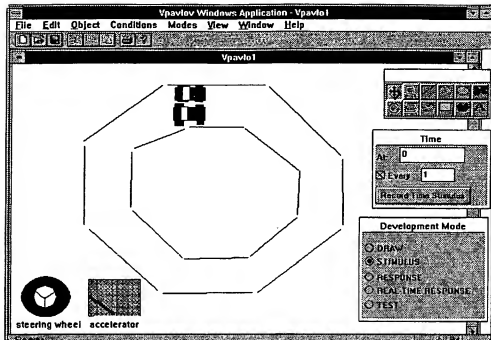 Vpavlov Windows Application - Vpavlo1
File Edit Object Conditions Modes View Window Help
Vpavlo1
Time
At 0
Every 1
Record Time Stimulus
Development Mode
DRAW
STIMULUS
RESPONSE
REAL TIME RESPONSE
TEST
steering wheel accelerator